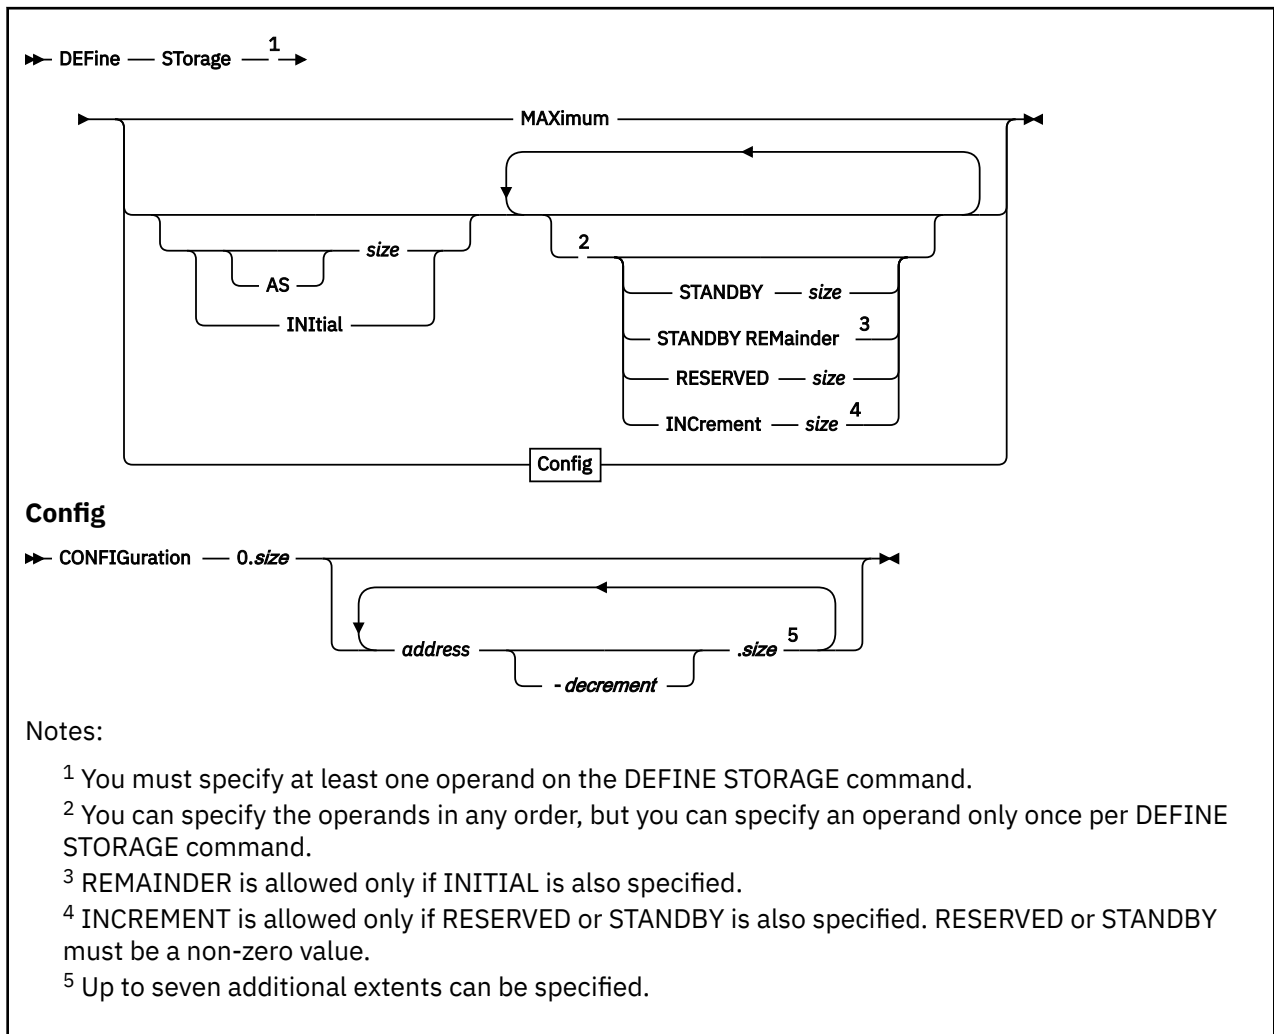 DEFine STorage 1
MAXimum
AS size
INItial
2
STANDBY size
STANDBY REMainder 3
RESERVED size
INCrement size 4
Config
Config
CONFIGuration 0.size
address .size 5
- decrement
Notes:
1 You must specify at least one operand on the DEFINE STORAGE command.
2 You can specify the operands in any order, but you can specify an operand only once per DEFINE
STORAGE command.
3 REMAINDER is allowed only if INITIAL is also specified.
4 INCREMENT is allowed only if RESERVED or STANDBY is also specified. RESERVED or STANDBY
must be a non-zero value.
5 Up to seven additional extents can be specified.